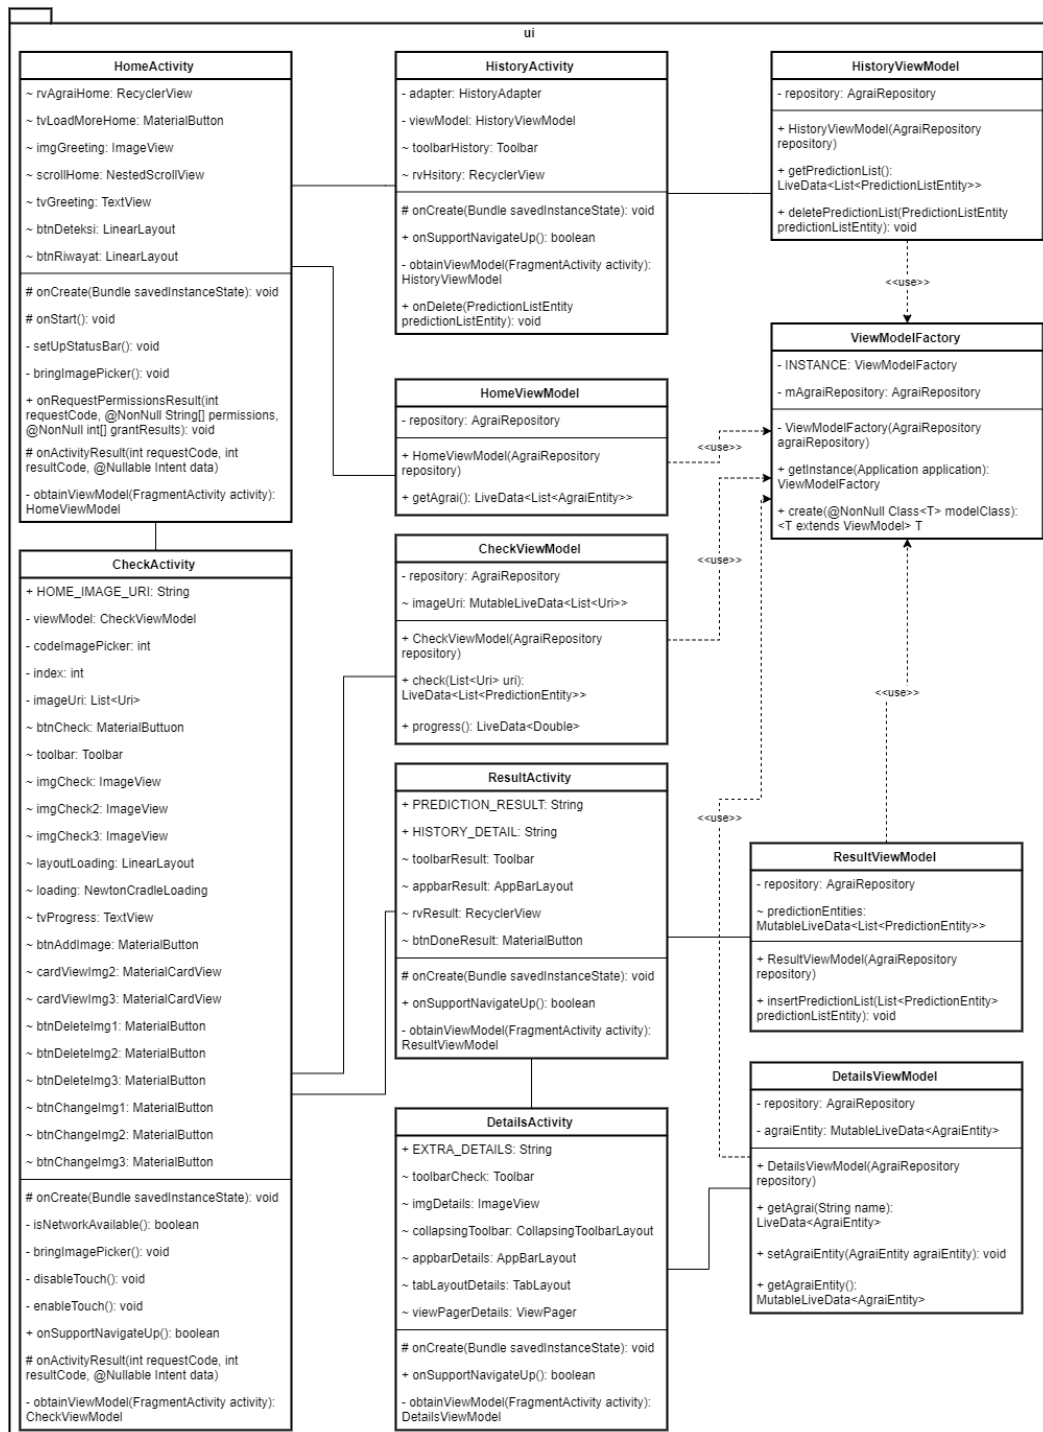 ui
HomeActivity
~ rvAgraiHome: RecyclerView
~ tvLoadMoreHome: MaterialButton
~ imgGreeting: ImageView
~ scrollHome: NestedScrollView
~ tvGreeting: TextView
~ btnDeteksi: LinearLayout
~ btnRiwayat: LinearLayout
# onCreate(Bundle savedInstanceState): void
# onStart(): void
- setUpStatusBar(): void
- bringImagePicker(): void
+ onRequestPermissionsResult(int
requestCode, @NonNull String[] permissions,
@NonNull int[] grantResults): void
# onActivityResult(int requestCode, int
resultCode, @Nullable Intent data)
- obtainViewModel(FragmentActivity activity):
HomeViewModel
CheckActivity
+ HOME_IMAGE_URI: String
- viewModel: CheckViewModel
- codeImagePicker: int
- index: int
- imageUri: List<Uri>
~ btnCheck: MaterialButtuon
~ toolbar: Toolbar
~ imgCheck: ImageView
~ imgCheck2: ImageView
~ imgCheck3: ImageView
~ layoutLoading: LinearLayout
~ loading: NewtonCradleLoading
~ tvProgress: TextView
~ btnAddImage: MaterialButton
~ cardViewImg2: MaterialCardView
~ cardViewImg3: MaterialCardView
~ btnDeleteImg1: MaterialButton
~ btnDeleteImg2: MaterialButton
~ btnDeleteImg3: MaterialButton
~ btnChangeImg1: MaterialButton
~ btnChangeImg2: MaterialButton
~ btnChangeImg3: MaterialButton
# onCreate(Bundle savedInstanceState): void
- isNetworkAvailable(): boolean
- bringImagePicker(): void
- disableTouch(): void
- enableTouch(): void
+ onSupportNavigateUp(): boolean
# onActivityResult(int requestCode, int
resultCode, @Nullable Intent data)
- obtainViewModel(FragmentActivity activity):
CheckViewModel
HistoryActivity
- adapter: HistoryAdapter
- viewModel: HistoryViewModel
~ toolbarHistory: Toolbar
~ rvHsitory: RecyclerView
# onCreate(Bundle savedInstanceState): void
+ onSupportNavigateUp(): boolean
- obtainViewModel(FragmentActivity activity):
HistoryViewModel
+ onDelete(PredictionListEntity
predictionListEntity): void
HomeViewModel
- repository: AgraiRepository
+ HomeViewModel(AgraiRepository
repository)
+ getAgrai(): LiveData<List<AgraiEntity>>
CheckViewModel
- repository: AgraiRepository
~ imageUri: MutableLiveData<List<Uri>>
+ CheckViewModel(AgraiRepository
repository)
+ check(List<Uri> uri):
LiveData<List<PredictionEntity>>
+ progress(): LiveData<Double>
ResultActivity
+ PREDICTION_RESULT: String
+ HISTORY_DETAIL: String
~ toolbarResult: Toolbar
~ appbarResult: AppBarLayout
~ rvResult: RecyclerView
~ btnDoneResult: MaterialButton
# onCreate(Bundle savedInstanceState): void
+ onSupportNavigateUp(): boolean
- obtainViewModel(FragmentActivity activity):
ResultViewModel
DetailsActivity
+ EXTRA_DETAILS: String
~ toolbarCheck: Toolbar
~ imgDetails: ImageView
~ collapsingToolbar: CollapsingToolbarLayout
~ appbarDetails: AppBarLayout
~ tabLayoutDetails: TabLayout
~ viewPagerDetails: ViewPager
# onCreate(Bundle savedInstanceState): void
+ onSupportNavigateUp(): boolean
- obtainViewModel(FragmentActivity activity):
DetailsViewModel
HistoryViewModel
- repository: AgraiRepository
+ HistoryViewModel(AgraiRepository
repository)
+ getPredictionList():
LiveData<List<PredictionListEntity>>
+ deletePredictionList(PredictionListEntity
predictionListEntity): void
<<use>>
ViewModelFactory
- INSTANCE: ViewModelFactory
- mAgraiRepository: AgraiRepository
- ViewModelFactory(AgraiRepository
agraiRepository)
+ getInstance(Application application):
ViewModelFactory
+ create(@NonNull Class<T> modelClass):
<T extends ViewModel> T
<<use>>
<<use>>
<<use>>
<<use>>
ResultViewModel
- repository: AgraiRepository
~ predictionEntities:
MutableLiveData<List<PredictionEntity>>
+ ResultViewModel(AgraiRepository
repository)
+ insertPredictionList(List<PredictionEntity>
predictionListEntity): void
DetailsViewModel
- repository: AgraiRepository
- agraiEntity: MutableLiveData<AgraiEntity>
+ DetailsViewModel(AgraiRepository
repository)
+ getAgrai(String name):
LiveData<AgraiEntity>
+ setAgraiEntity(AgraiEntity agraiEntity): void
+ getAgraiEntity():
MutableLiveData<AgraiEntity>